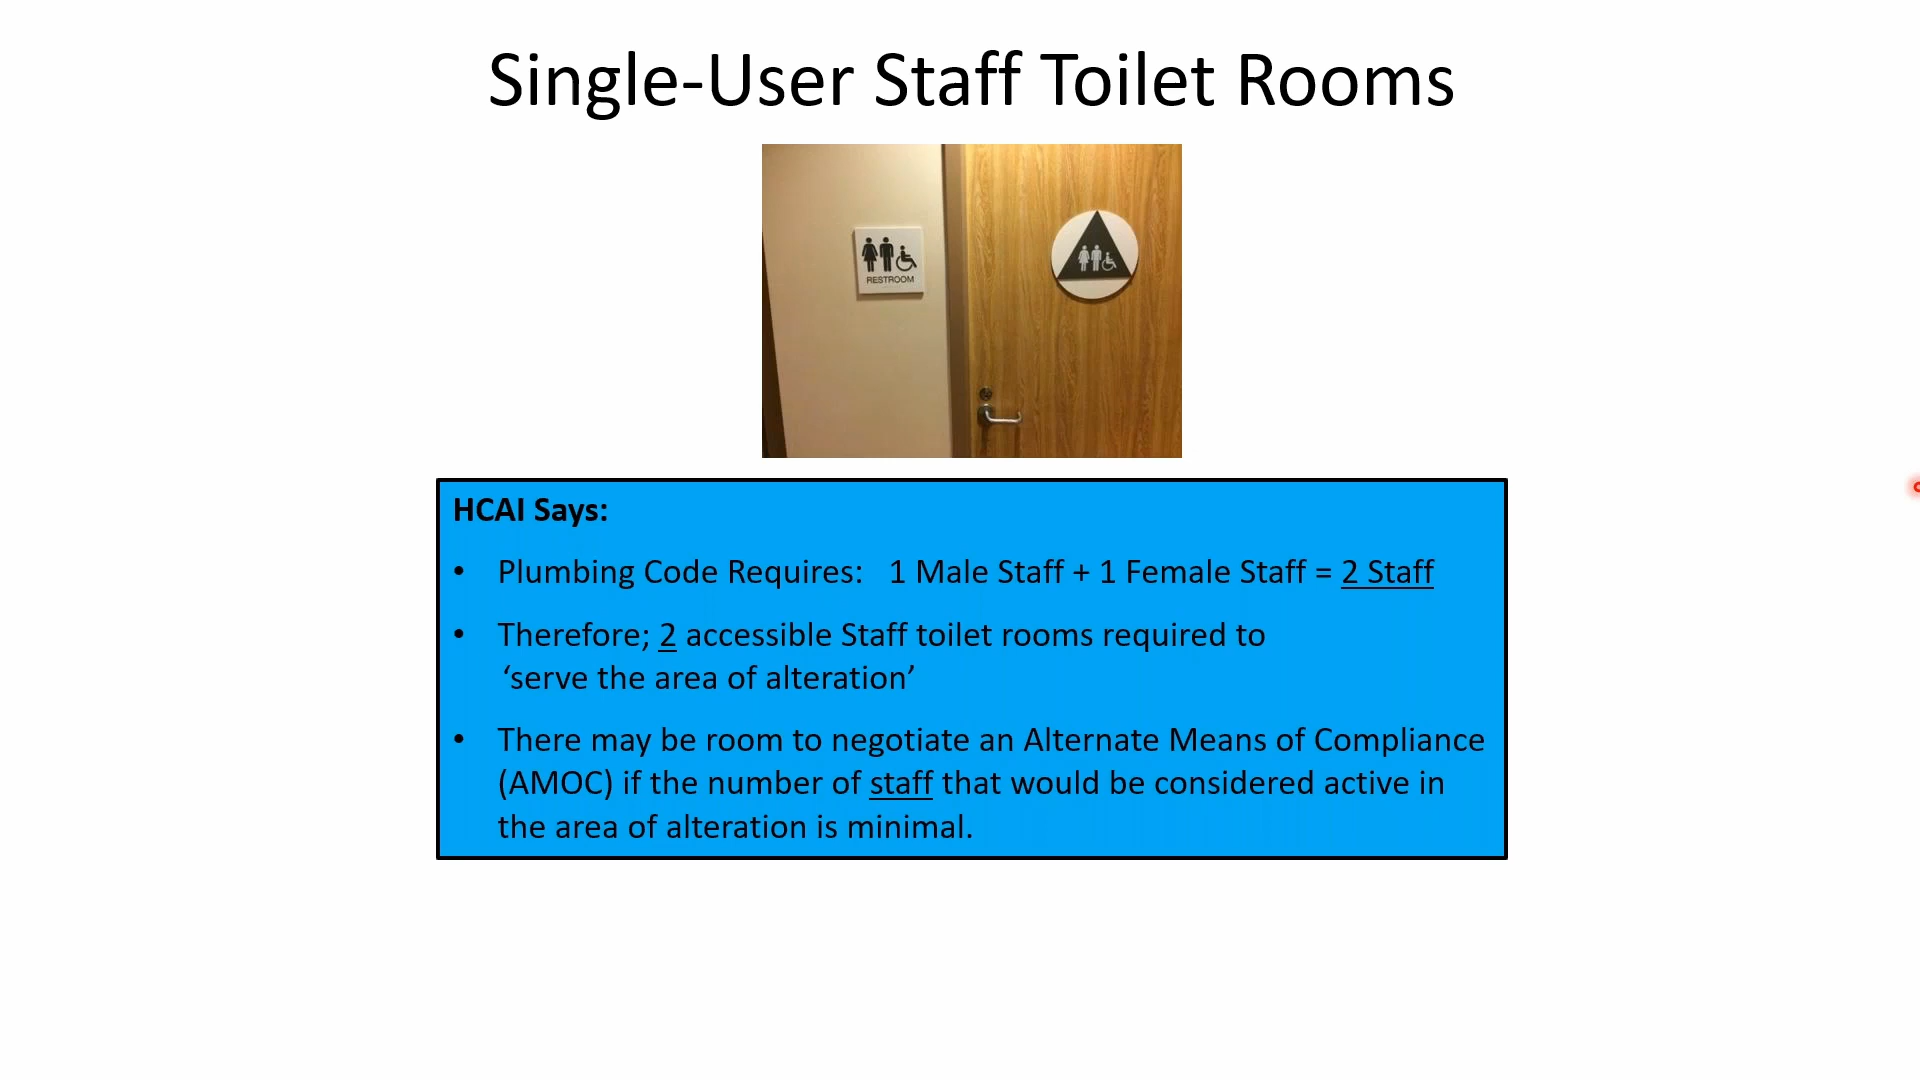 Single-User Staff Toilet Rooms
RESTROOM
HCAI Says:
• Plumbing Code Requires: 1 Male Staff + 1 Female Staff = 2 Staff
• Therefore; 2 accessible Staff toilet rooms required to
‘serve the area of alteration’
• There may be room to negotiate an Alternate Means of Compliance
(AMOC) if the number of staff that would be considered active in
the area of alteration is minimal.